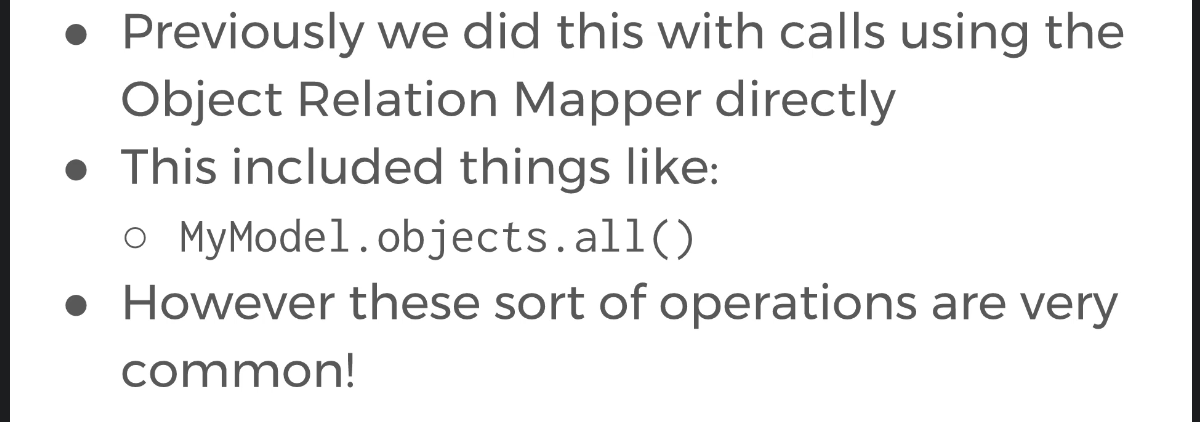 ● Previously we did this with calls using the
Object Relation Mapper directly
● This included things like:
○ MyModel.objects.all()
● However these sort of operations are very
common!